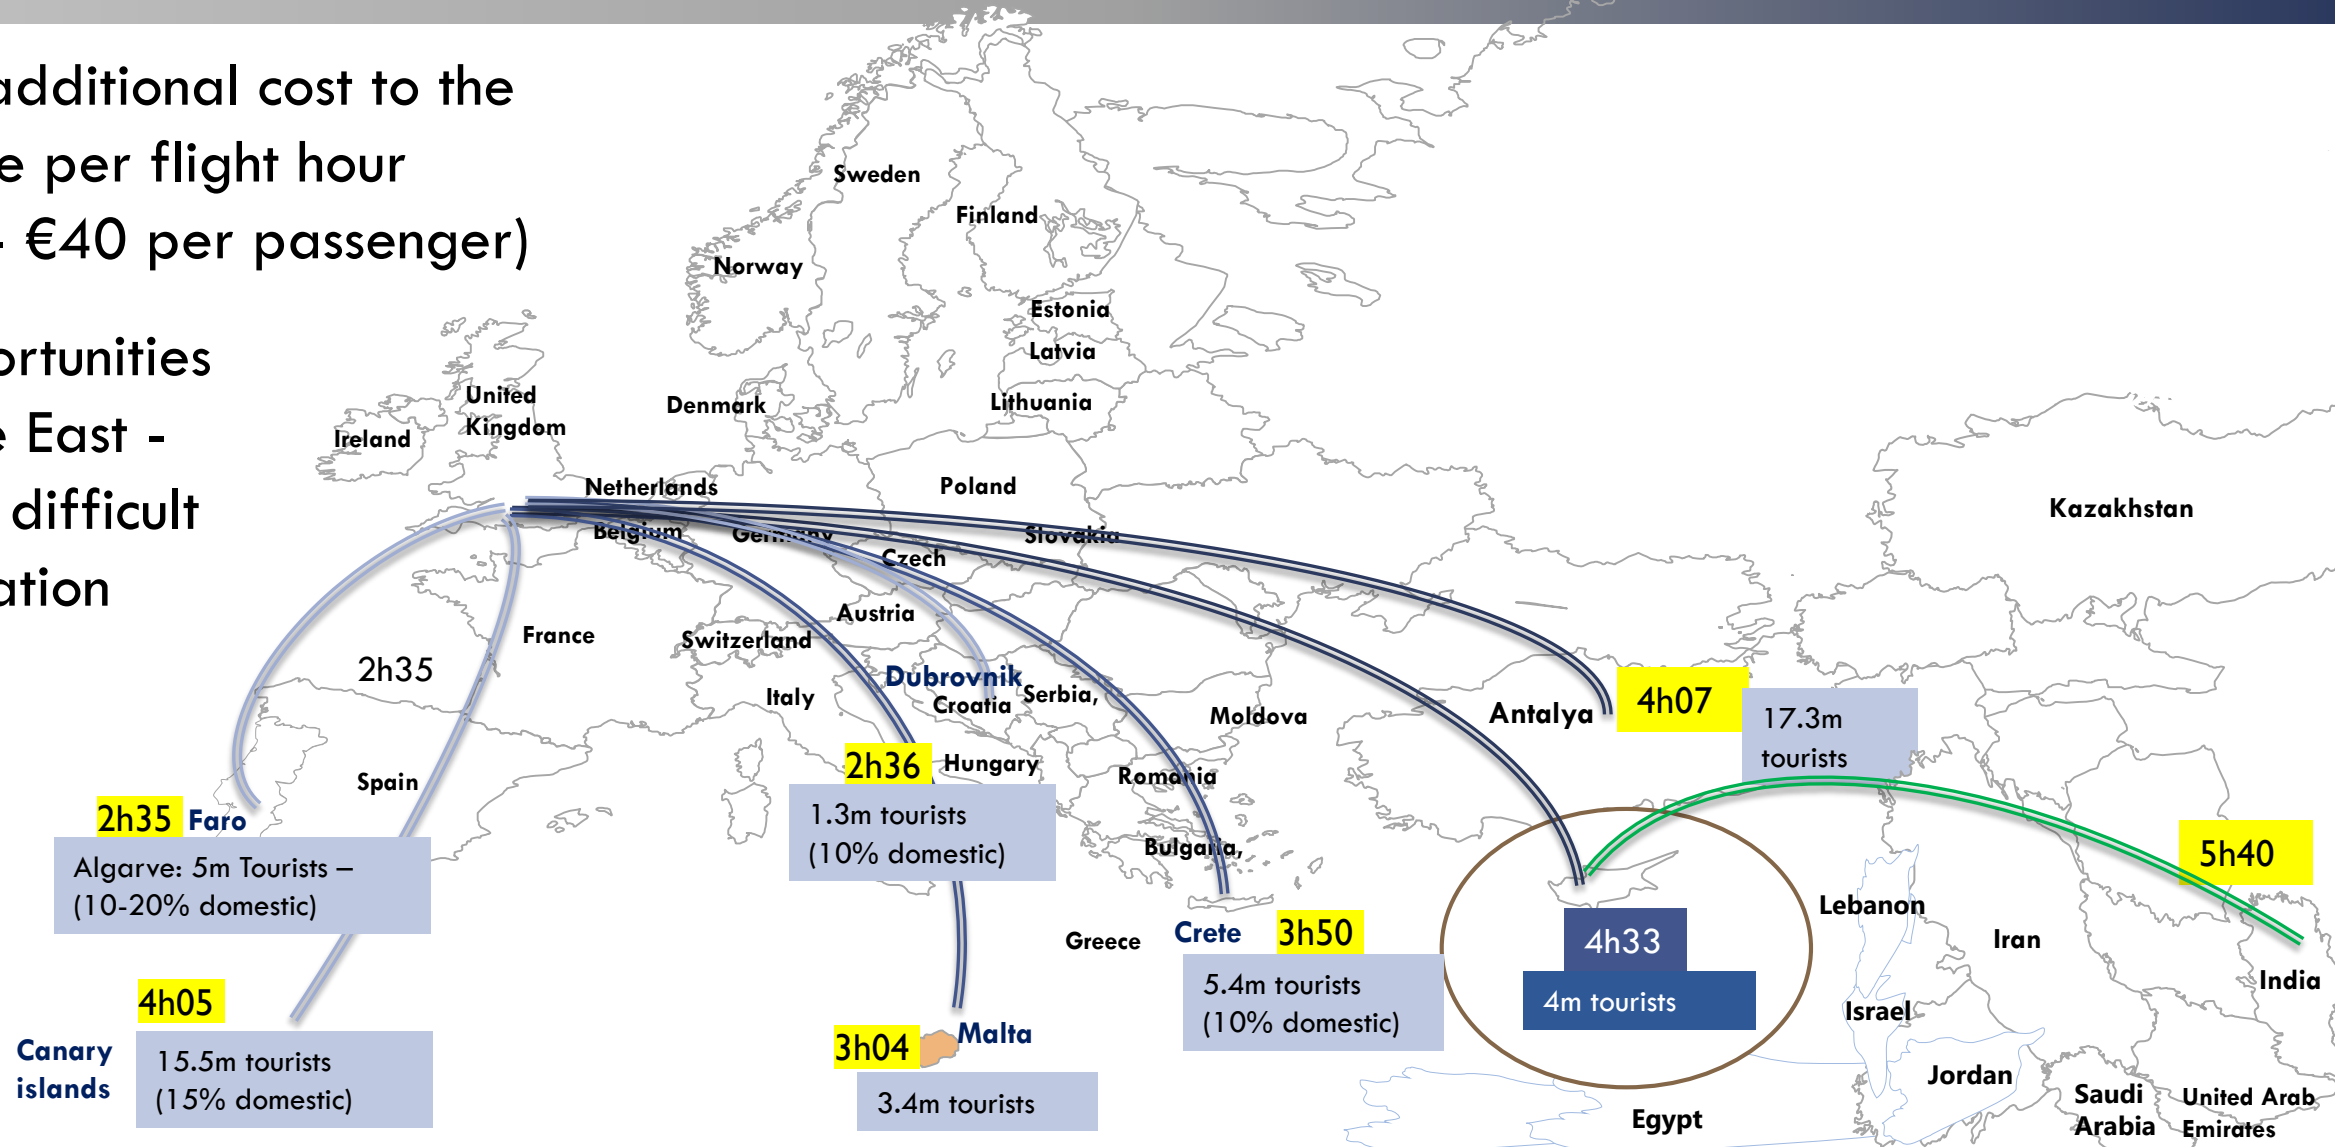 additional cost to the
e per flight hour
- €40 per passenger)
ortunities
e East -
difficult
ation
Sweden
Finland
Norway
Estonia
Latvia
Lithuania
Denmark
United
Kingdom
Ireland
Netherlands
Belgium
Germany
Poland
Slovakia
Czech
Kazakhstan
Austria
France
Switzerland
2h35
Dubrovnik
Italy
Croatia
Serbia,
Moldova
Antalya
4h07
17.3m
tourists
2h36
Hungary
1.3m tourists
(10% domestic)
Romania
Bulgaria,
Spain
2h35 Faro
Algarve: 5m Tourists –
(10-20% domestic)
5h40
Lebanon
Iran
India
Israel
Jordan
Saudi
Arabia
United Arab
Emirates
Egypt
Greece
Crete
3h50
5.4m tourists
(10% domestic)
4h33
4m tourists
4h05
Canary
islands
15.5m tourists
(15% domestic)
3h04
Malta
3.4m tourists